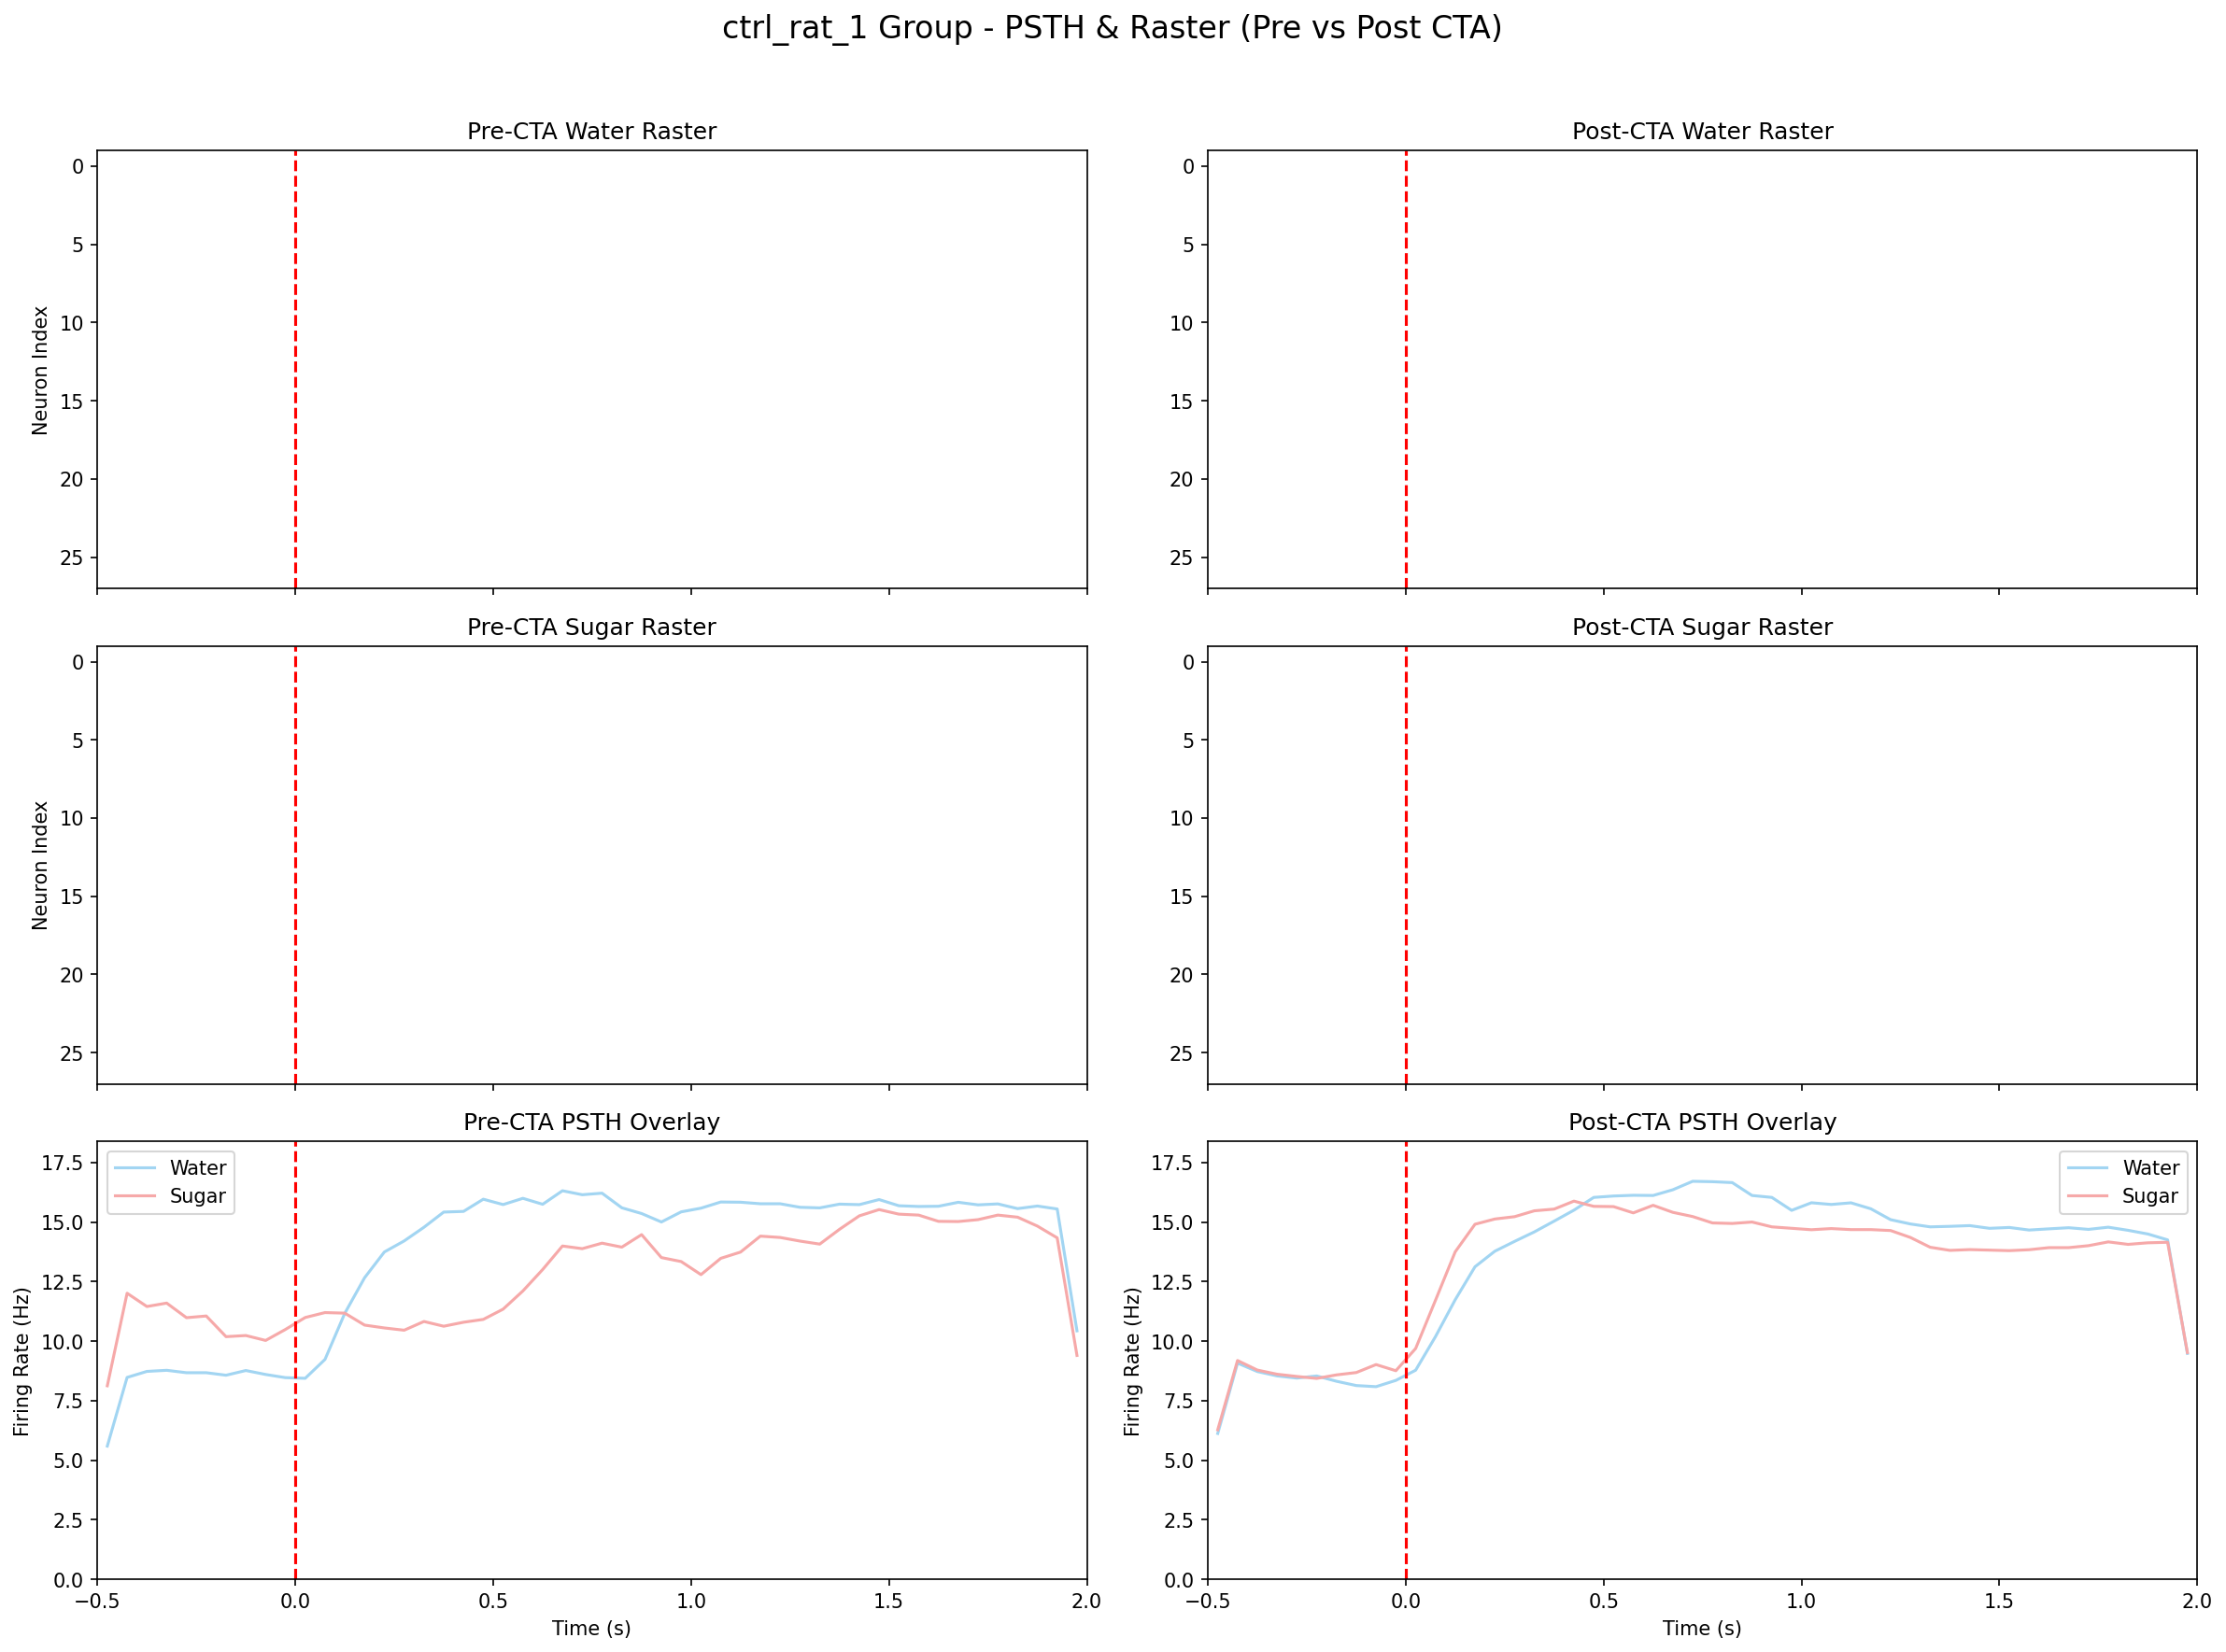 ctrl_rat_1 Group - PSTH & Raster (Pre vs Post CTA)
Pre-CTA Water Raster
0
5
10
15
20
25
Neuron Index
Post-CTA Water Raster
0
5
10
15
20
25
Pre-CTA Sugar Raster
0
5
10
15
20
25
Neuron Index
Post-CTA Sugar Raster
0
5
10
15
20
25
Pre-CTA PSTH Overlay
Water
Sugar
17.5
15.0
12.5
10.0
7.5
5.0
2.5
0.0
Firing Rate (Hz)
−0.5 0.0 0.5 1.0 1.5 2.0
Time (s)
Post-CTA PSTH Overlay
Water
Sugar
17.5
15.0
12.5
10.0
7.5
5.0
2.5
0.0
Firing Rate (Hz)
−0.5 0.0 0.5 1.0 1.5 2.0
Time (s)